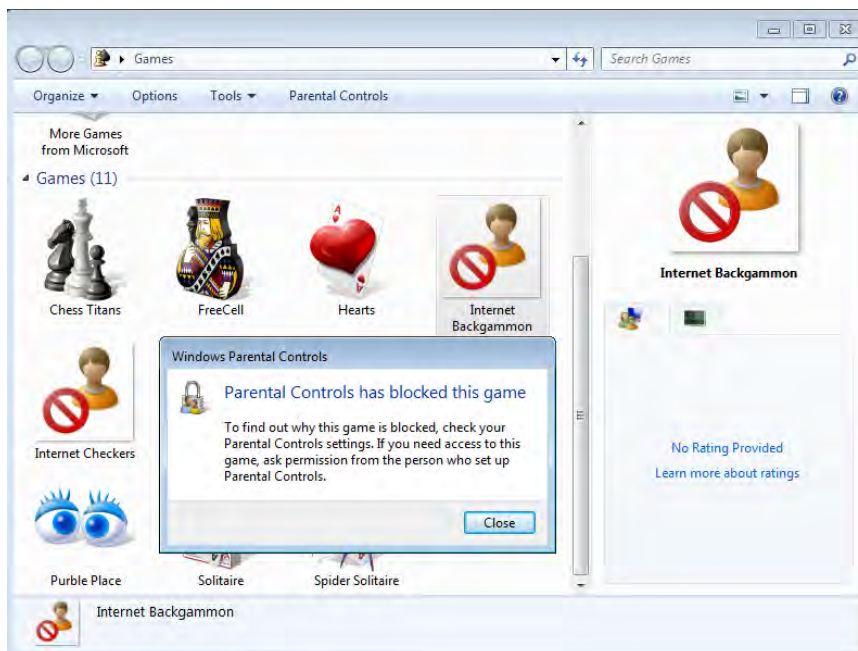 Games
Search Games
Organize
Options
Tools
Parental Controls
More Games
from Microsoft
Games (11)
Chess Titans
FreeCell
Hearts
Internet
Backgammon
Internet Checkers
Purble Place
Solitaire
Spider Solitaire
Windows Parental Controls
Parental Controls has blocked this game
To find out why this game is blocked, check your
Parental Controls settings. If you need access to this
game, ask permission from the person who set up
Parental Controls.
Close
Internet Backgammon
No Rating Provided
Learn more about ratings
Internet Backgammon